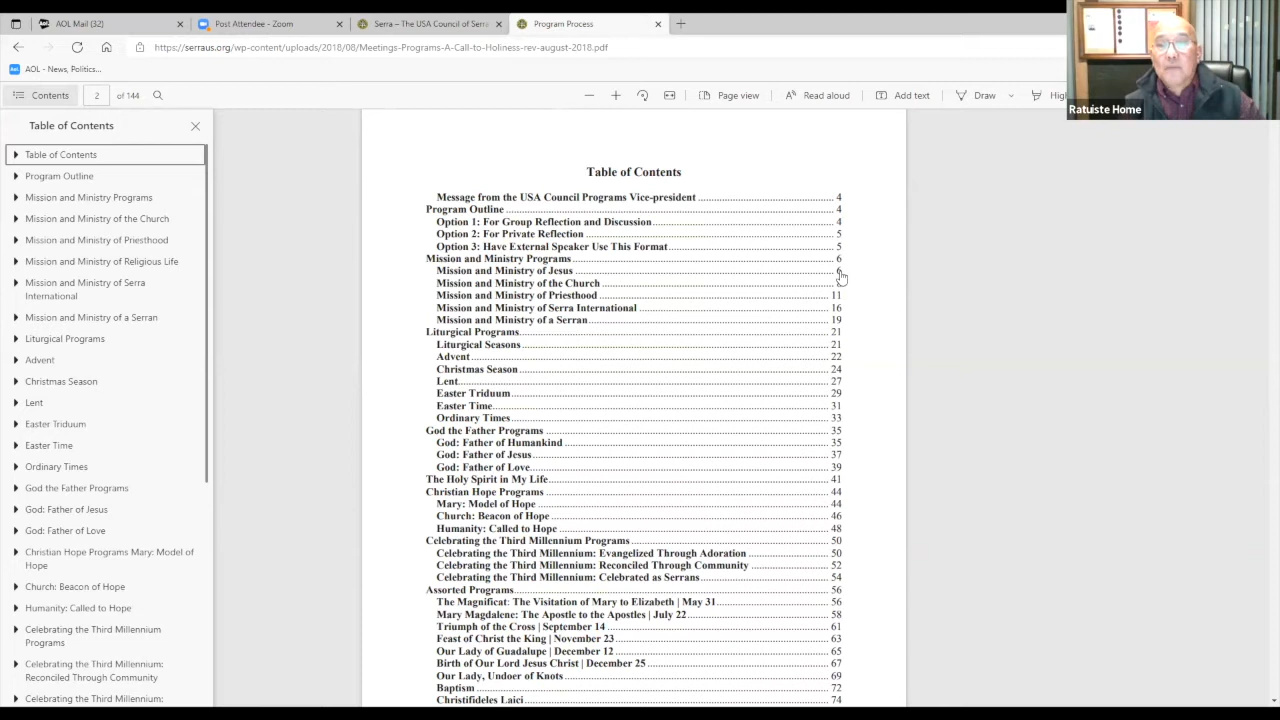 AOL Mail (32)
Post Attendee - Zoom
Serra – The USA Council of Serra
Program Process
https://serraus.org/wp-content/uploads/2018/08/Meetings-Programs-A-Call-to-Holiness-rev-august-2018.pdf
AOL - News, Politics...
Contents
2
of 144
Page view
Read aloud
Add text
Draw
High
Ratuiste Home
Table of Contents
Table of Contents
Program Outline
Mission and Ministry Programs
Mission and Ministry of the Church
Mission and Ministry of Priesthood
Mission and Ministry of Religious Life
Mission and Ministry of Serra
International
Mission and Ministry of a Serran
Liturgical Programs
Advent
Christmas Season
Lent
Easter Triduum
Easter Time
Ordinary Times
God the Father Programs
God: Father of Jesus
God: Father of Love
Christian Hope Programs Mary: Model of
Hope
Church: Beacon of Hope
Humanity: Called to Hope
Celebrating the Third Millennium
Programs
Celebrating the Third Millennium:
Reconciled Through Community
Celebrating the Third Millennium:
Table of Contents
Message from the USA Council Programs Vice-president 4
Program Outline 4
Option 1: For Group Reflection and Discussion 4
Option 2: For Private Reflection 5
Option 3: Have External Speaker Use This Format 5
Mission and Ministry Programs 6
Mission and Ministry of Jesus 6
Mission and Ministry of the Church
Mission and Ministry of Priesthood 11
Mission and Ministry of Serra International 16
Mission and Ministry of a Serran 19
Liturgical Programs 21
Liturgical Seasons 21
Advent 22
Christmas Season 24
Lent 27
Easter Triduum 29
Easter Time 31
Ordinary Times 33
God the Father Programs 35
God: Father of Humankind 35
God: Father of Jesus 37
God: Father of Love 39
The Holy Spirit in My Life 41
Christian Hope Programs 44
Mary: Model of Hope 44
Church: Beacon of Hope 46
Humanity: Called to Hope 48
Celebrating the Third Millennium Programs 50
Celebrating the Third Millennium: Evangelized Through Adoration 50
Celebrating the Third Millennium: Reconciled Through Community 52
Celebrating the Third Millennium: Celebrated as Serrans 54
Assorted Programs 56
The Magnificat: The Visitation of Mary to Elizabeth | May 31 56
Mary Magdalene: The Apostle to the Apostles | July 22 58
Triumph of the Cross | September 14 61
Feast of Christ the King | November 23 63
Our Lady of Guadalupe | December 12 65
Birth of Our Lord Jesus Christ | December 25 67
Our Lady, Undoer of Knots 69
Baptism 72
Christifideles Laici 74